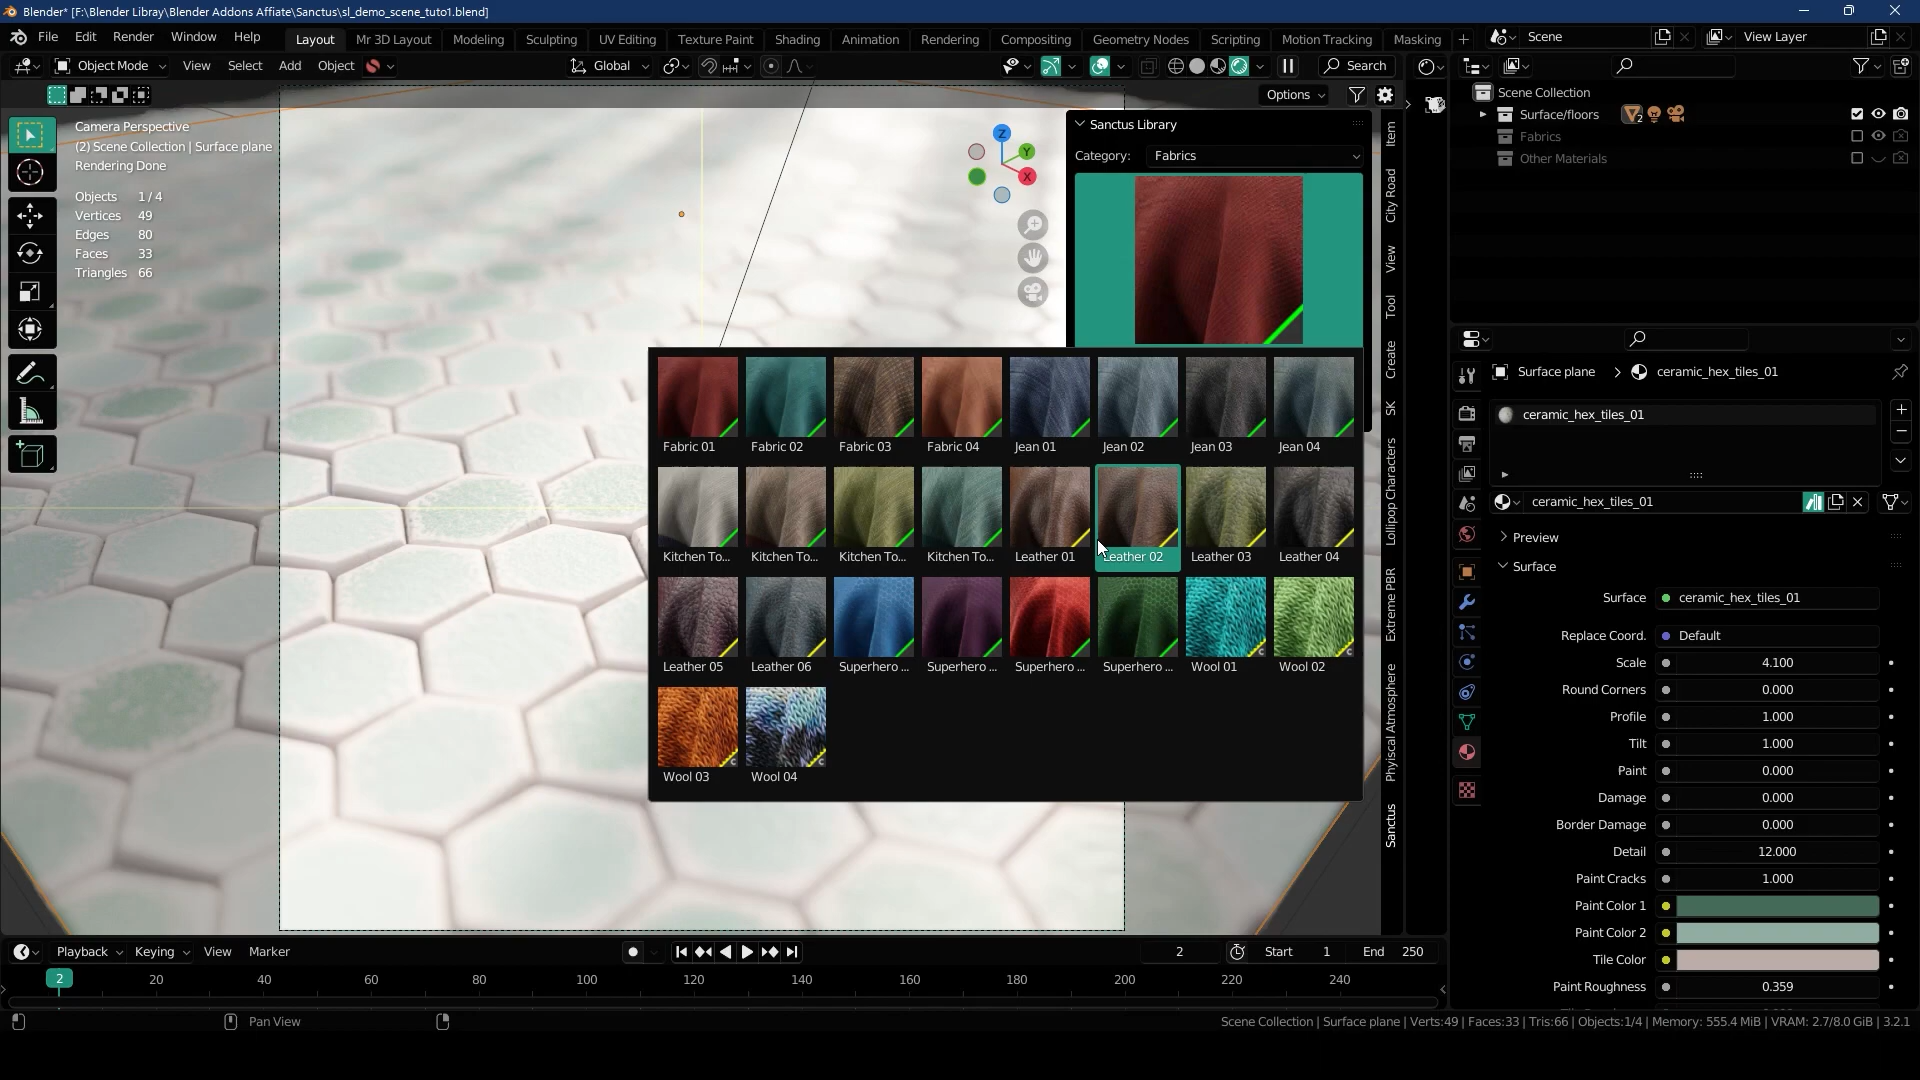 Blender* [F:\Blender Libray\Blender Addons Affiate\Sanctus\sl_demo_scene_tuto1.blend]
File Edit Render Window Help
Layout Mr 3D Layout Modeling Sculpting UV Editing Texture Paint Shading Animation Rendering Compositing Geometry Nodes Scripting Motion Tracking Masking
Scene
View Layer
Object Mode View Select Add Object
Global
Search
Options
Camera Perspective
(2) Scene Collection | Surface plane
Rendering Done
Objects 1/4
Vertices 49
Edges 80
Faces 33
Triangles 66
Z
Y
X
Sanctus Library
Category: Fabrics
Fabric 01
Fabric 02
Fabric 03
Fabric 04
Jean 01
Jean 02
Jean 03
Jean 04
Kitchen To...
Kitchen To...
Kitchen To...
Kitchen To...
Leather 01
Leather 02
Leather 03
Leather 04
Leather 05
Leather 06
Superhero ...
Superhero ...
Superhero ...
Superhero ...
Wool 01
Wool 02
Wool 03
Wool 04
Item
City Road
View
Tool
Create
SK
Lollipop Characters
Extreme PBR
Phyiscal Atmosphere
Sanctus
Scene Collection
Surface/floors
2
Fabrics
Other Materials
Surface plane > ceramic_hex_tiles_01
ceramic_hex_tiles_01
ceramic_hex_tiles_01
Preview
Surface
Surface ceramic_hex_tiles_01
Replace Coord. Default
Scale 4.100
Round Corners 0.000
Profile 1.000
Tilt 1.000
Paint 0.000
Damage 0.000
Border Damage 0.000
Detail 12.000
Paint Cracks 1.000
Paint Color 1
Paint Color 2
Tile Color
Paint Roughness 0.359
Playback Keying View Marker
2
Start 1
End 250
2 20 40 60 80 100 120 140 160 180 200 220 240
Pan View
Scene Collection | Surface plane | Verts:49 | Faces:33 | Tris:66 | Objects:1/4 | Memory: 555.4 MiB | VRAM: 2.7/8.0 GiB | 3.2.1